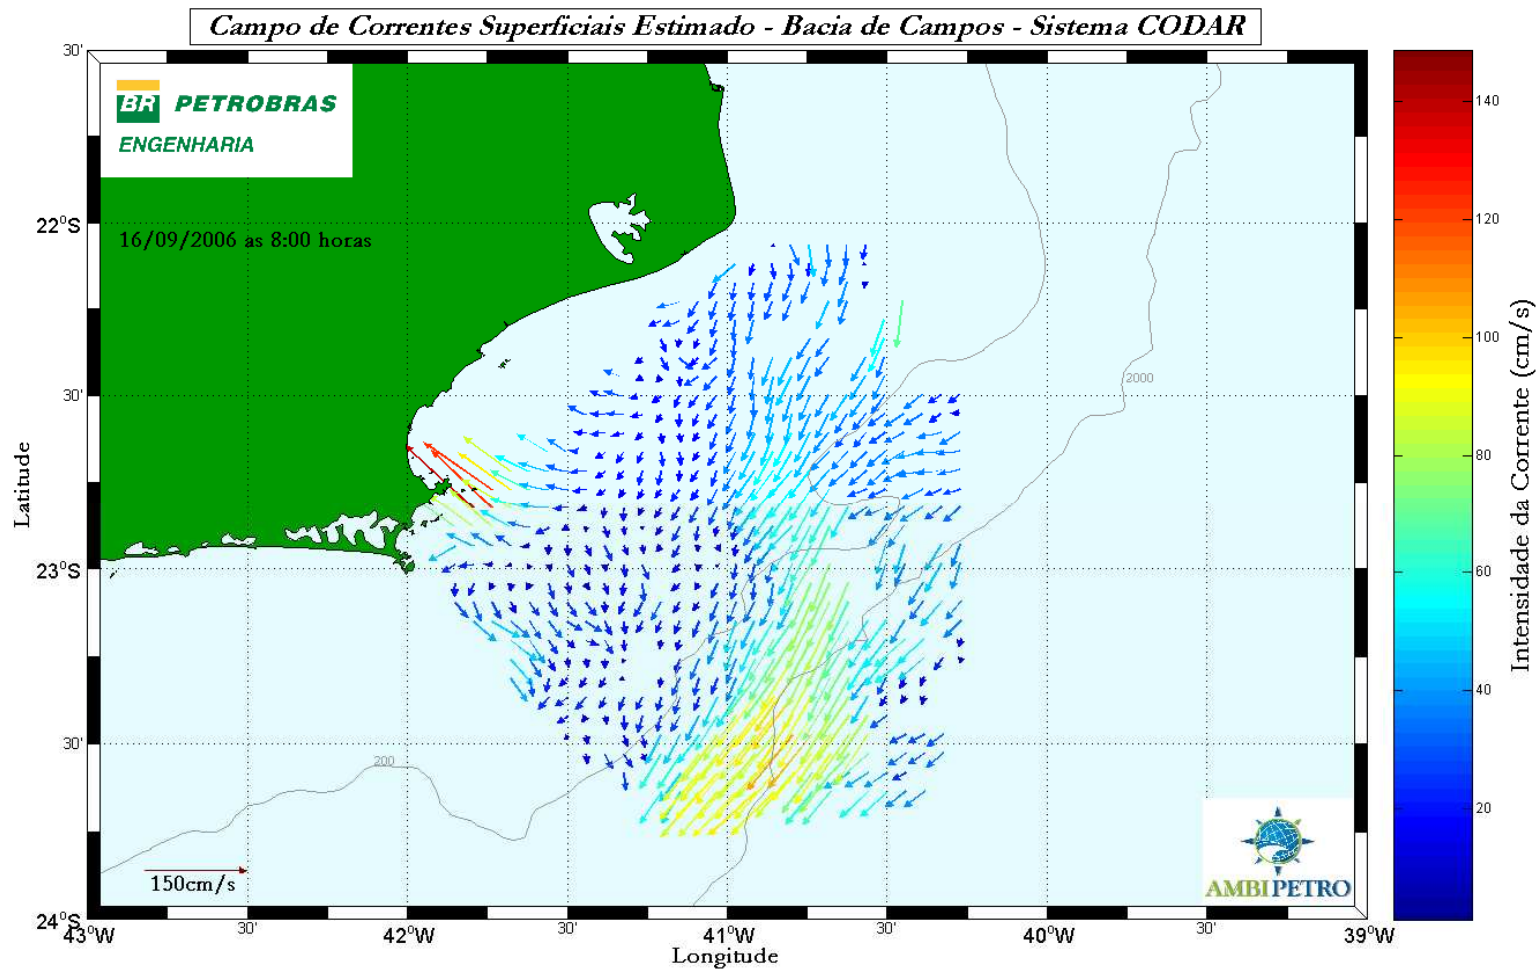 Campo de Correntes Superficiais Estimado - Bacia de Campos - Sistema CODAR
BR PETROBRAS
ENGENHARIA
16/09/2006 as 8:00 horas
30'
22°S
30'
23°S
30'
24°S
Latitude
43°W
30'
42°W
30'
41°W
30'
40°W
30'
39°W
Longitude
200
2000
150cm/s
AMBIPETRO
140
120
100
80
60
40
20
Intensidade da Corrente (cm/s)